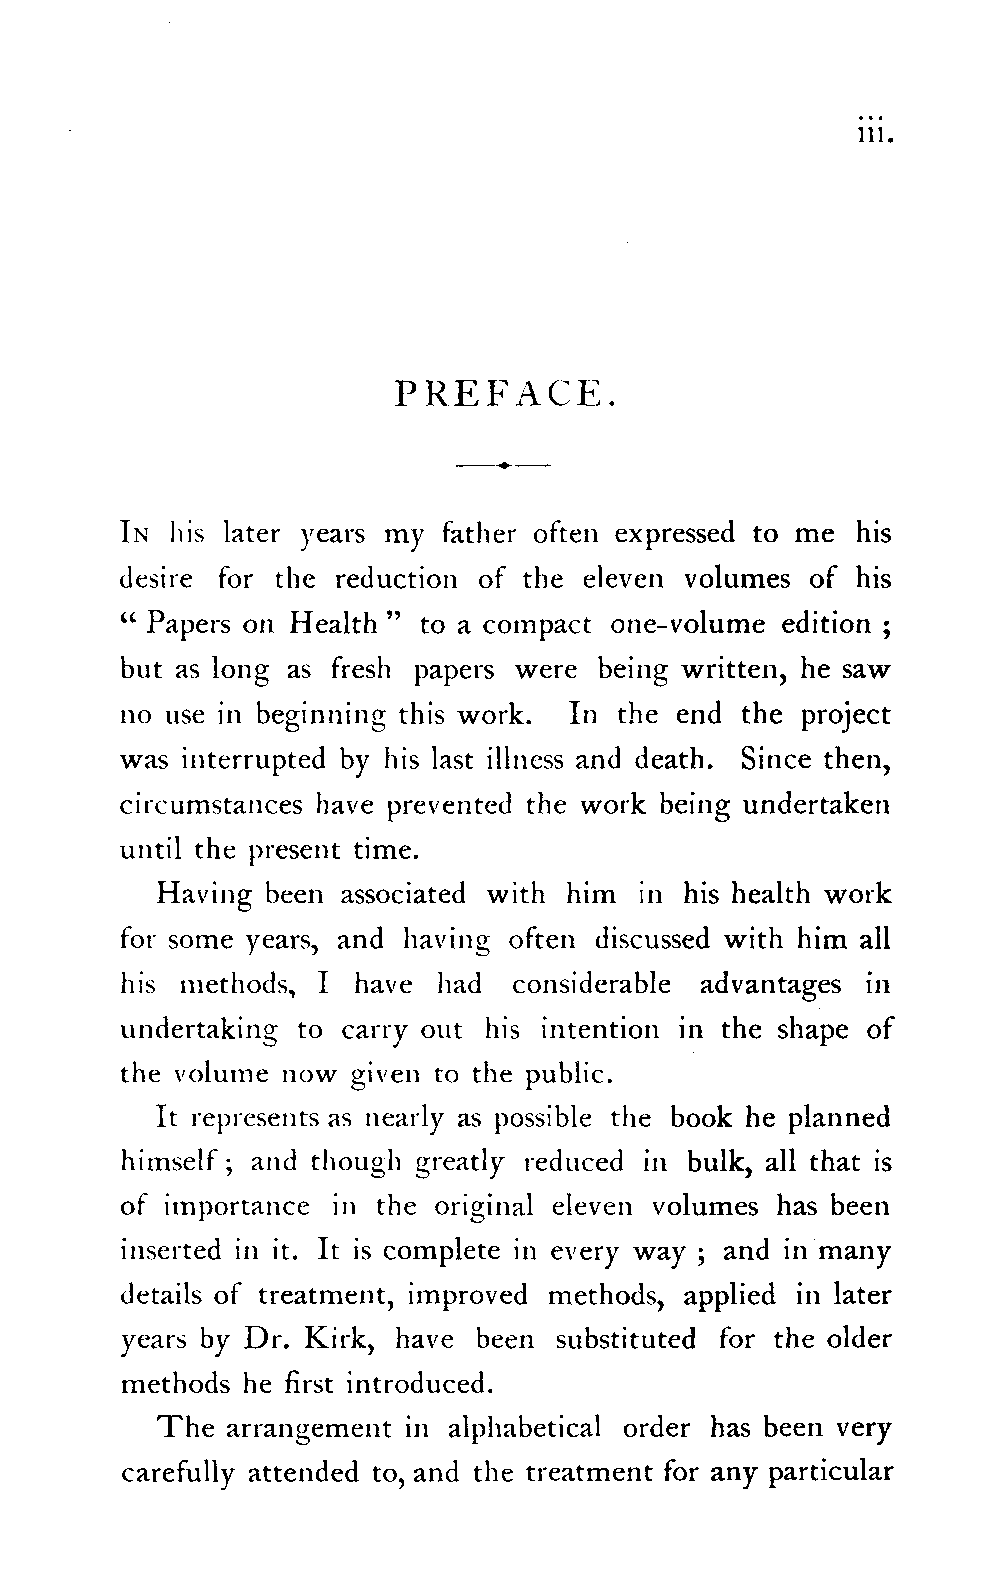 iii.
PREFACE.
IN his later years my father often expressed to me his
desire for the reduction of the eleven volumes of his
“ Papers on Health ” to a compact one-volume edition ;
but as long as fresh papers were being written, he saw
no use in beginning this work. In the end the project
was interrupted by his last illness and death. Since then,
circumstances have prevented the work being undertaken
until the present time.
Having been associated with him in his health work
for some years, and having often discussed with him all
his methods, I have had considerable advantages in
undertaking to carry out his intention in the shape of
the volume now given to the public.
It represents as nearly as possible the book he planned
himself ; and though greatly reduced in bulk, all that is
of importance in the original eleven volumes has been
inserted in it. It is complete in every way ; and in many
details of treatment, improved methods, applied in later
years by Dr. Kirk, have been substituted for the older
methods he first introduced.
The arrangement in alphabetical order has been very
carefully attended to, and the treatment for any particular